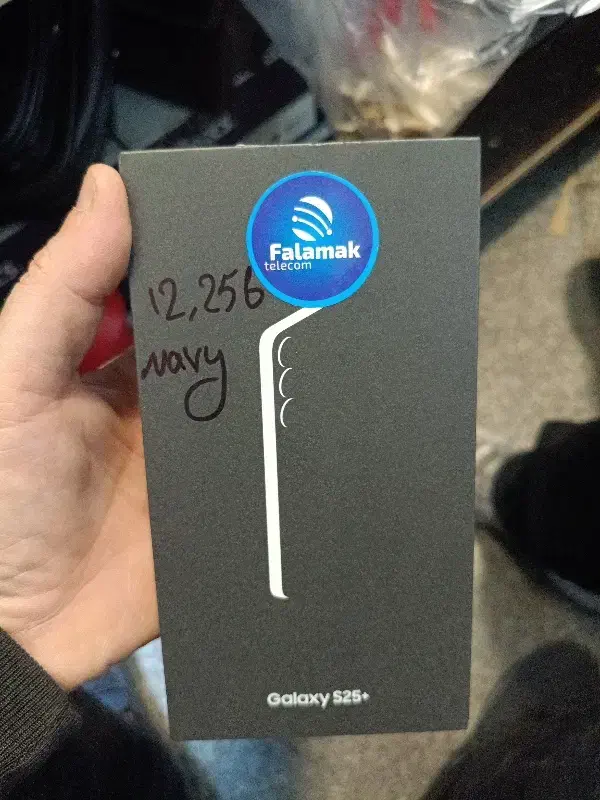 Falamak
telecom
12,256
navy
Galaxy S25+